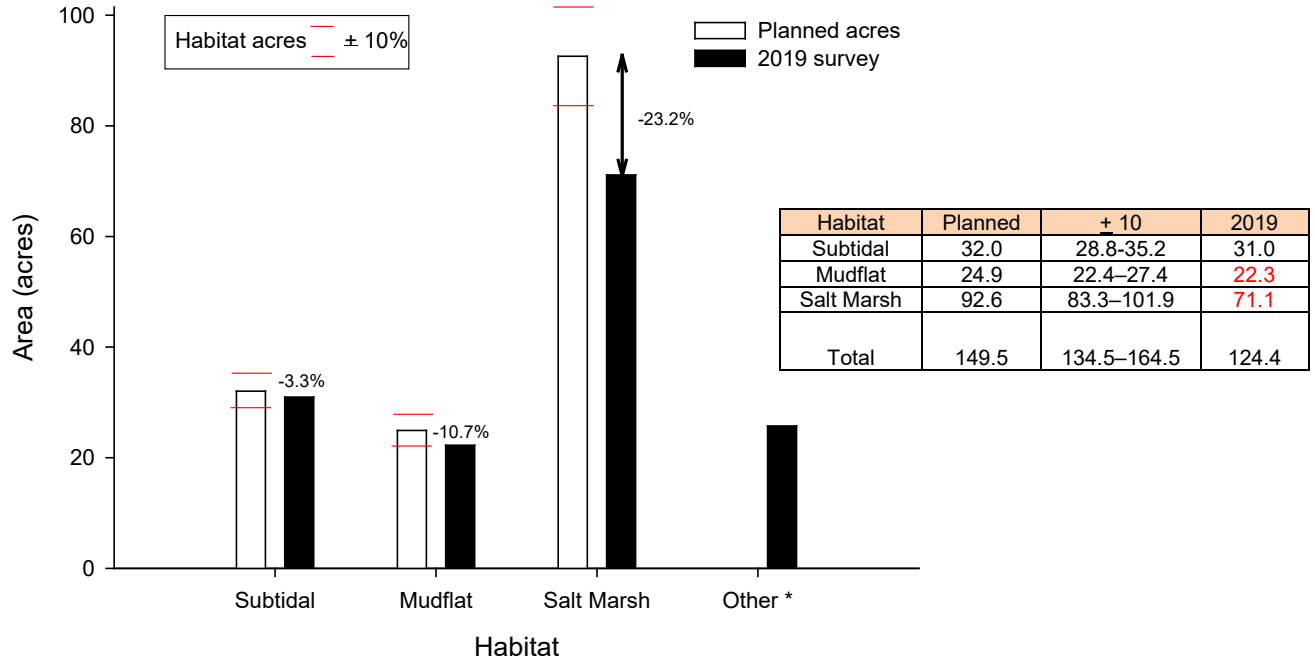 Habitat acres ± 10%
Planned acres
2019 survey
100
80
60
40
20
0
Area (acres)
-3.3%
-10.7%
-23.2%
Subtidal Mudflat Salt Marsh Other *
Habitat
Habitat Planned ± 10 2019
Subtidal 32.0 28.8-35.2 31.0
Mudflat 24.9 22.4–27.4 22.3
Salt Marsh 92.6 83.3–101.9 71.1
Total 149.5 134.5–164.5 124.4